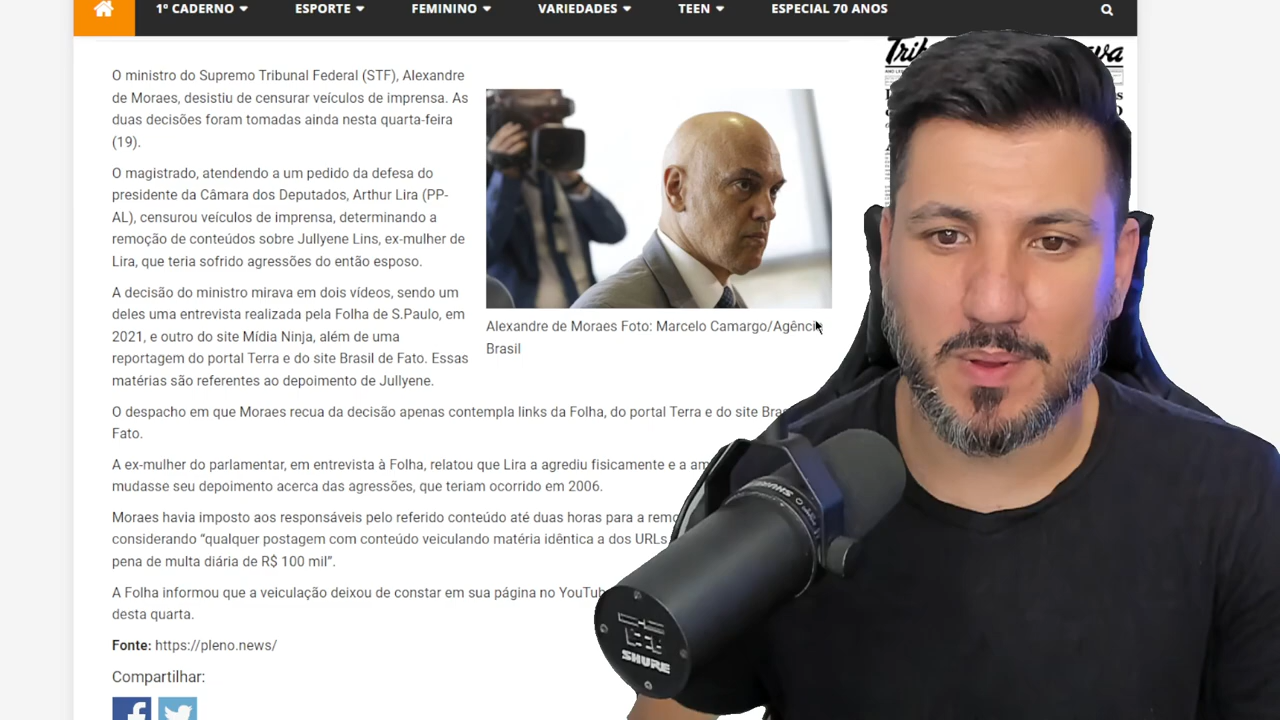 1º CADERNO
ESPORTE
FEMININO
VARIEDADES
TEEN
ESPECIAL 70 ANOS
O ministro do Supremo Tribunal Federal (STF), Alexandre
de Moraes, desistiu de censurar veículos de imprensa. As
duas decisões foram tomadas ainda nesta quarta-feira
(19).
O magistrado, atendendo a um pedido da defesa do
presidente da Câmara dos Deputados, Arthur Lira (PP-
AL), censurou veículos de imprensa, determinando a
remoção de conteúdos sobre Jullyene Lins, ex-mulher de
Lira, que teria sofrido agressões do então esposo.
A decisão do ministro mirava em dois vídeos, sendo um
deles uma entrevista realizada pela Folha de S.Paulo, em
2021, e outro do site Mídia Ninja, além de uma
reportagem do portal Terra e do site Brasil de Fato. Essas
matérias são referentes ao depoimento de Jullyene.
Alexandre de Moraes Foto: Marcelo Camargo/Agência
Brasil
O despacho em que Moraes recua da decisão apenas contempla links da Folha, do portal Terra e do site
Fato.
A ex-mulher do parlamentar, em entrevista à Folha, relatou que Lira a agrediu fisicamente e a
mudasse seu depoimento acerca das agressões, que teriam ocorrido em 2006.
Moraes havia imposto aos responsáveis pelo referido conteúdo até duas horas para a
considerando “qualquer postagem com conteúdo veiculando matéria idêntica a dos URLs
pena de multa diária de R$ 100 mil”.
A Folha informou que a veiculação deixou de constar em sua página no
desta quarta.
Fonte: https://pleno.news/
Compartilhar:
SHURE
SHURE